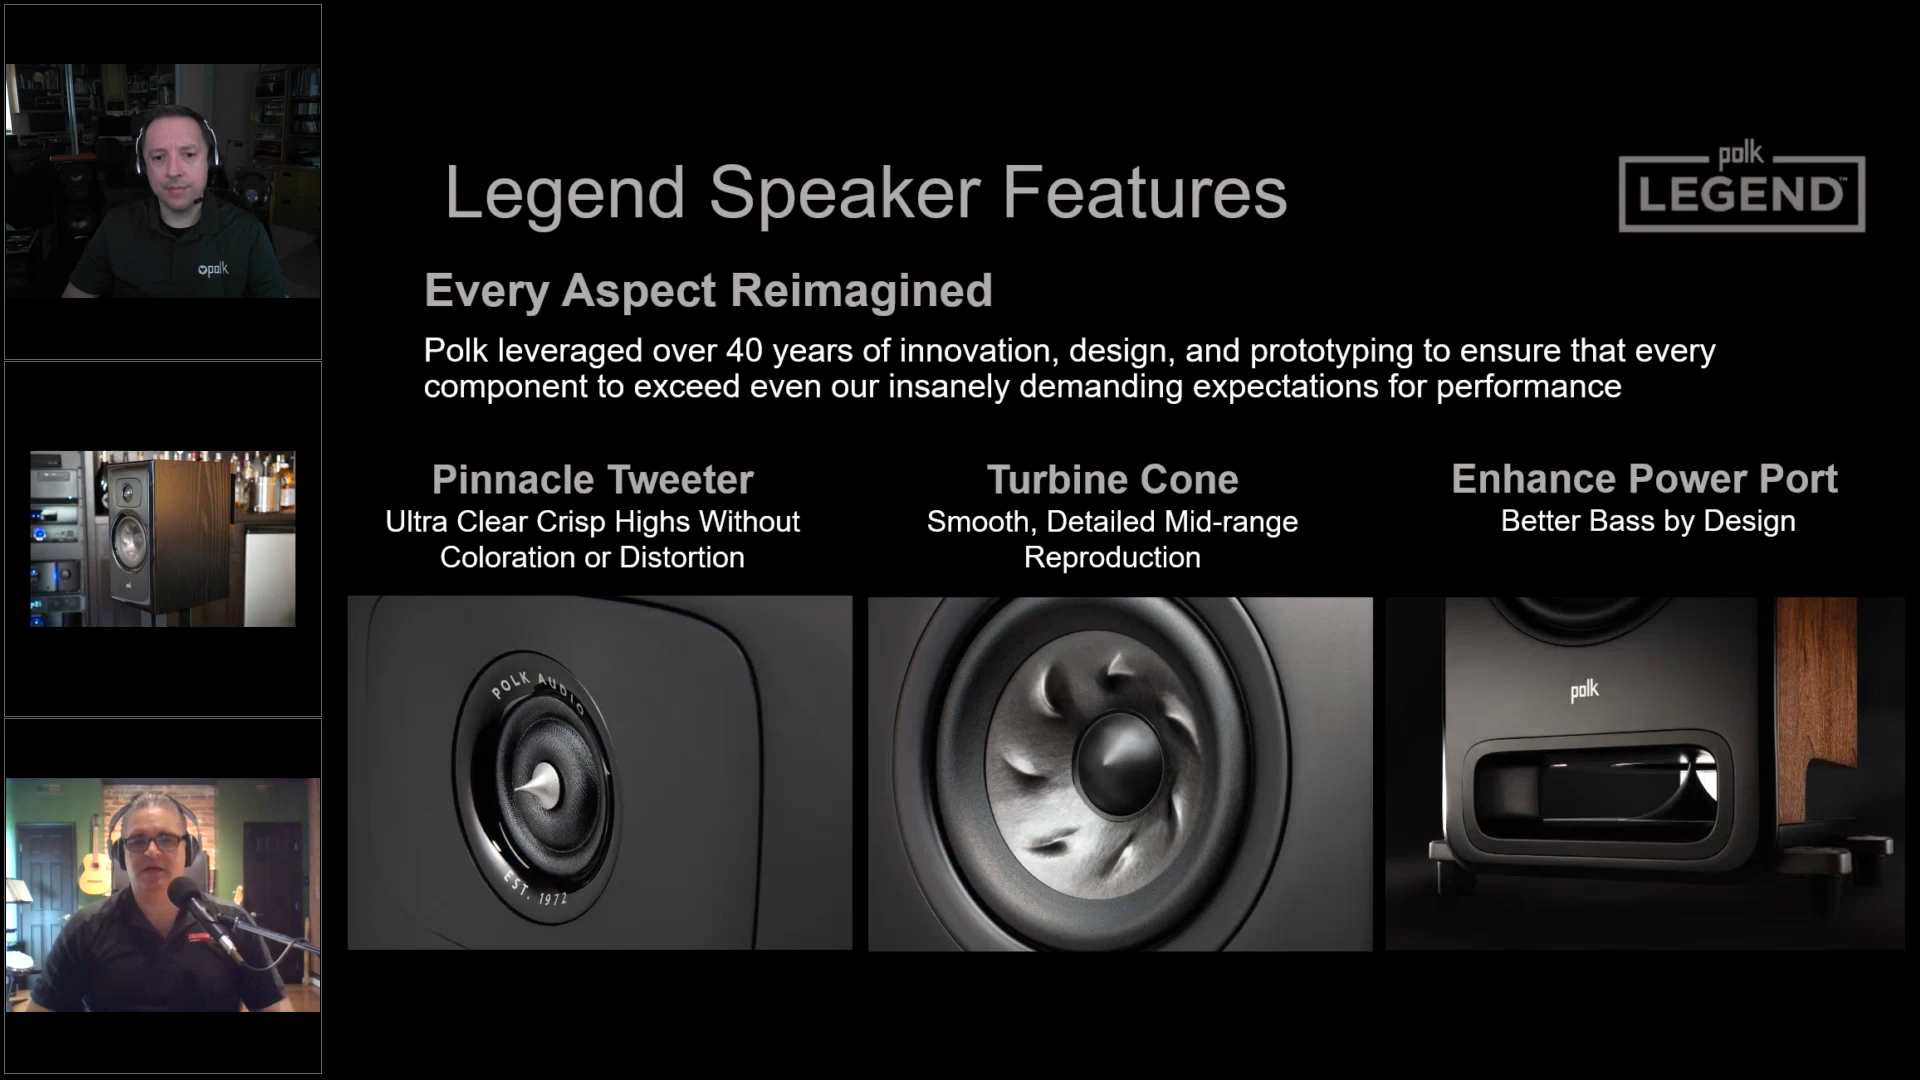 polk
LEGEND™
Legend Speaker Features
Every Aspect Reimagined
Polk leveraged over 40 years of innovation, design, and prototyping to ensure that every
component to exceed even our insanely demanding expectations for performance
Pinnacle Tweeter
Ultra Clear Crisp Highs Without
Coloration or Distortion
Turbine Cone
Smooth, Detailed Mid-range
Reproduction
Enhance Power Port
Better Bass by Design
POLK AUDIO
EST. 1972
polk
polk
polk